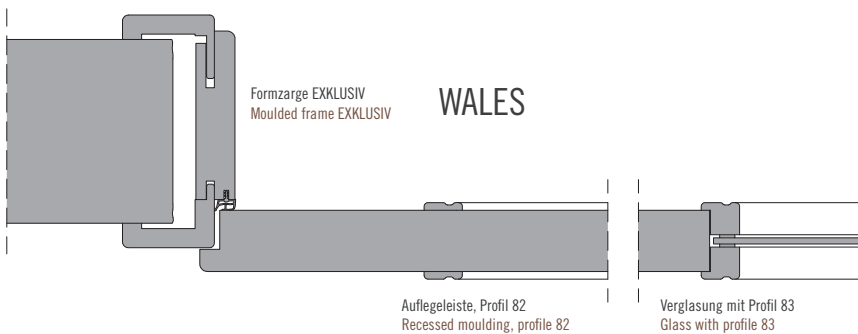 Formzarge EXKLUSIV
Moulded frame EXKLUSIV
WALES
Auflegeleiste, Profil 82
Recessed moulding, profile 82
Verglasung mit Profil 83
Glass with profile 83